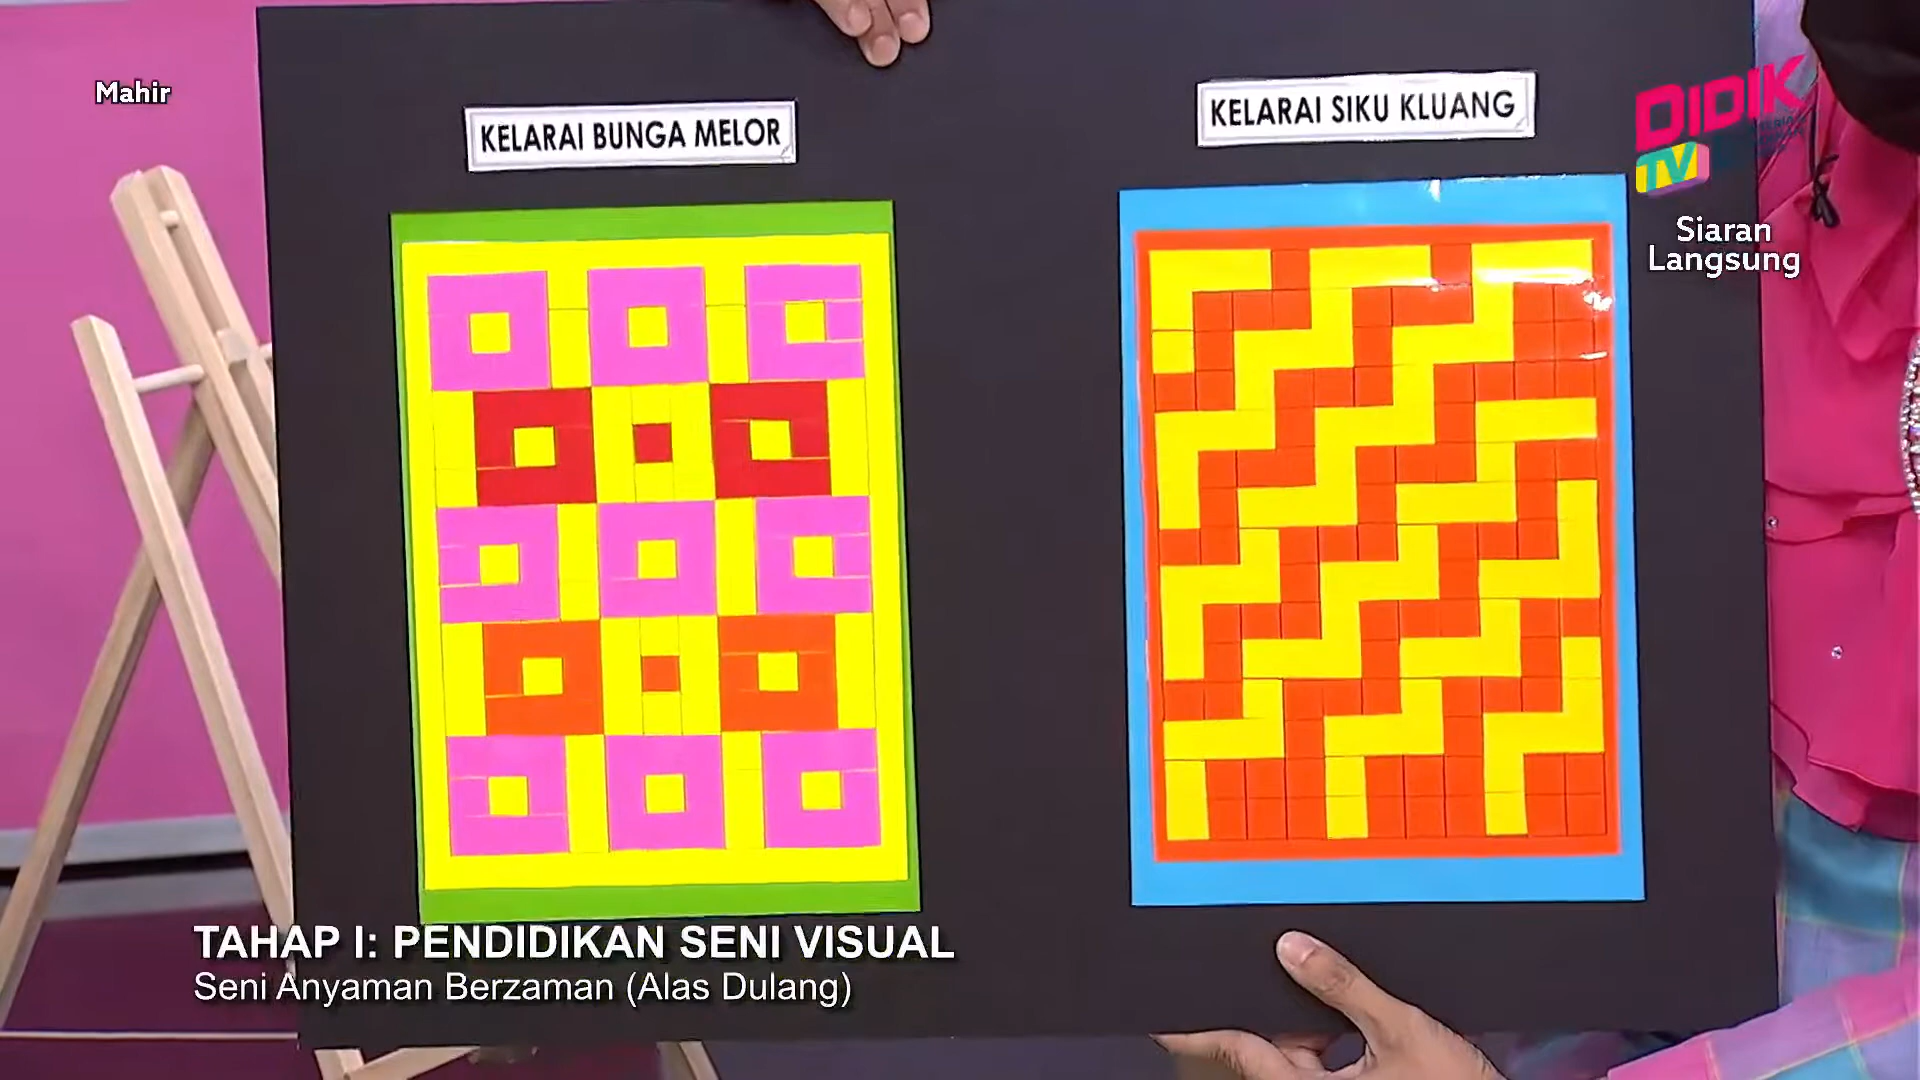 Mahir
KELARAI BUNGA MELOR
KELARAI SIKU KLUANG
DIDIK
TV
Siaran
Langsung
TAHAP I: PENDIDIKAN SENI VISUAL
Seni Anyaman Berzaman (Alas Dulang)